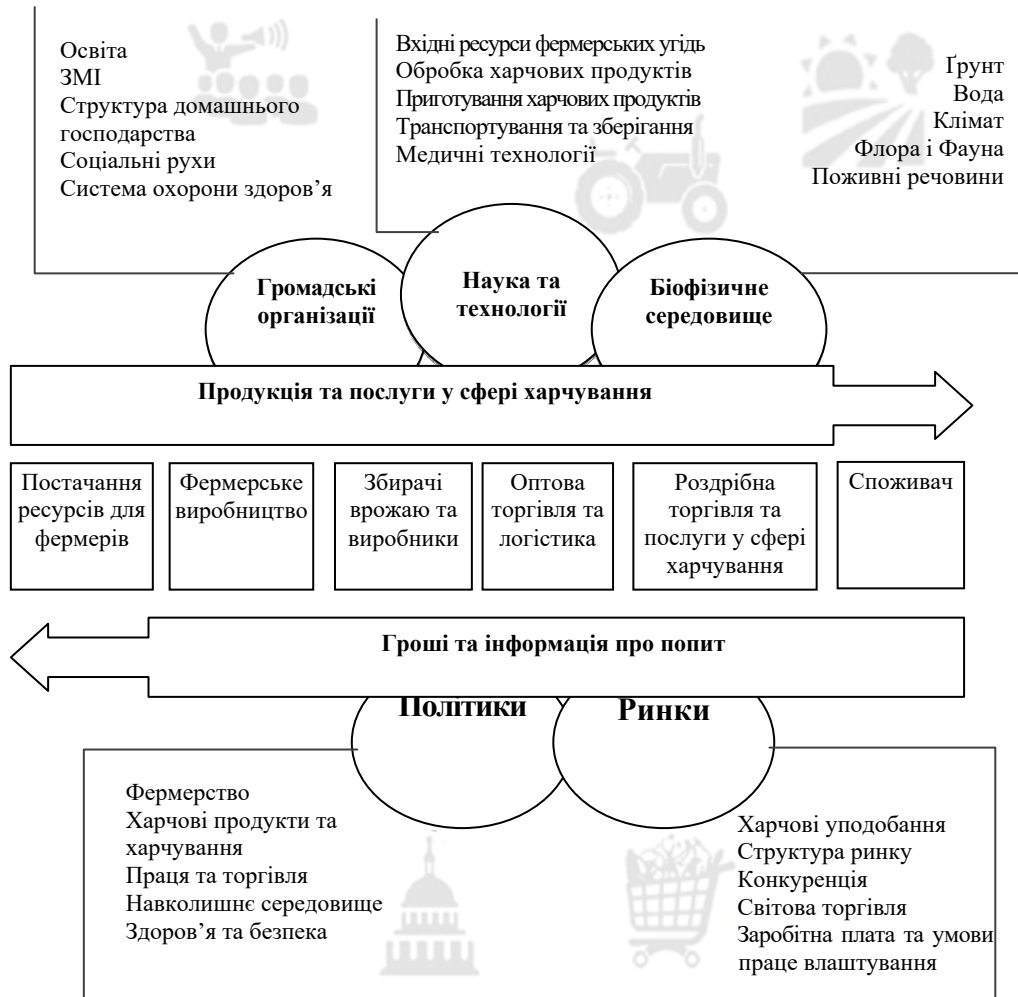 Освіта
ЗМІ
Структура домашнього
господарства
Соціальні рухи
Система охорони здоров’я
Вхідні ресурси фермерських угідь
Обробка харчових продуктів
Приготування харчових продуктів
Транспортування та зберігання
Медичні технології
Ґрунт
Вода
Клімат
Флора і Фауна
Поживні речовини
Громадські
організації
Наука та
технології
Біофізичне
середовище
Продукція та послуги у сфері харчування
Постачання
ресурсів для
фермерів
Фермерське
виробництво
Збирачі
врожаю та
виробники
Оптова
торгівля та
логістика
Роздрібна
торгівля та
послуги у сфері
харчування
Споживач
Гроші та інформація про попит
Політики
Ринки
Фермерство
Харчові продукти та
харчування
Праця та торгівля
Навколишнє середовище
Здоров’я та безпека
Харчові уподобання
Структура ринку
Конкуренція
Світова торгівля
Заробітна плата та умови
праце влаштування